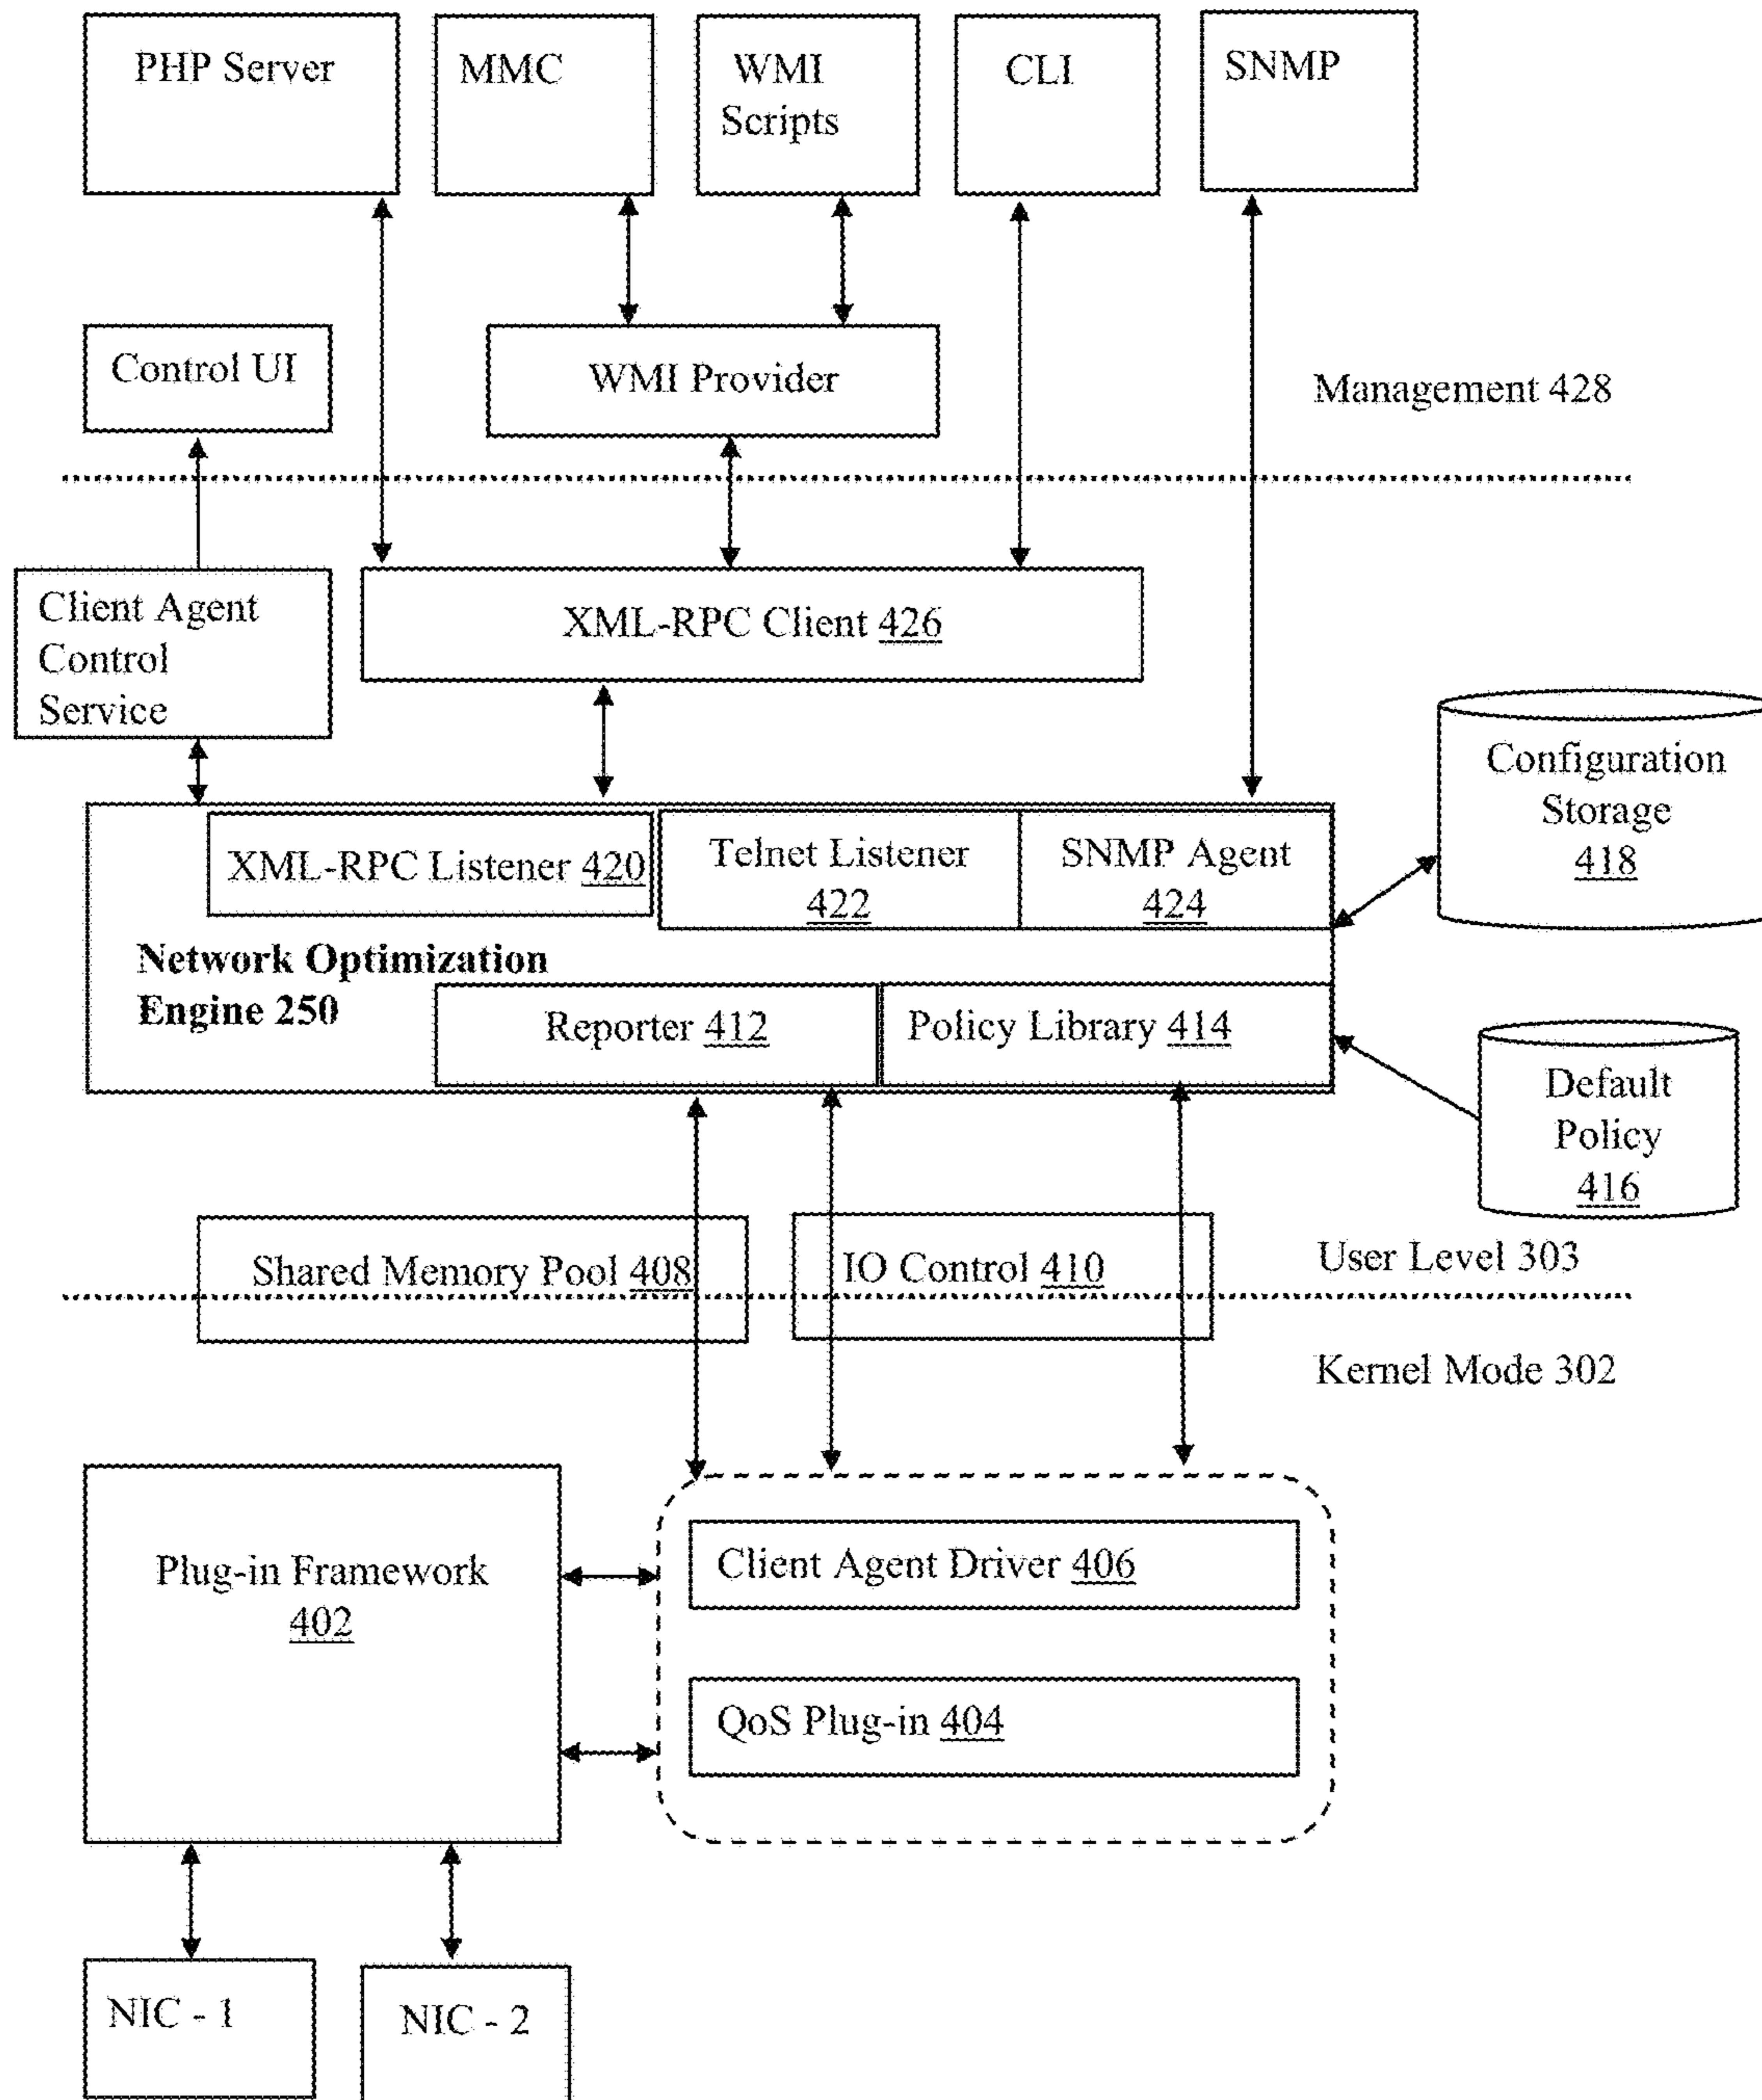 PHP Server
MMC
WMI
Scripts
CLI
SNMP
Control UI
WMI Provider
Management 428
Client Agent
Control
Service
XML-RPC Client 426
Configuration
Storage
418
XML-RPC Listener 420
Telnet Listener
422
SNMP Agent
424
Network Optimization
Engine 250
Reporter 412
Policy Library 414
Default
Policy
416
Shared Memory Pool 408
IO Control 410
User Level 303
Kernel Mode 302
Plug-in Framework
402
Client Agent Driver 406
QoS Plug-in 404
NIC - 1
NIC - 2